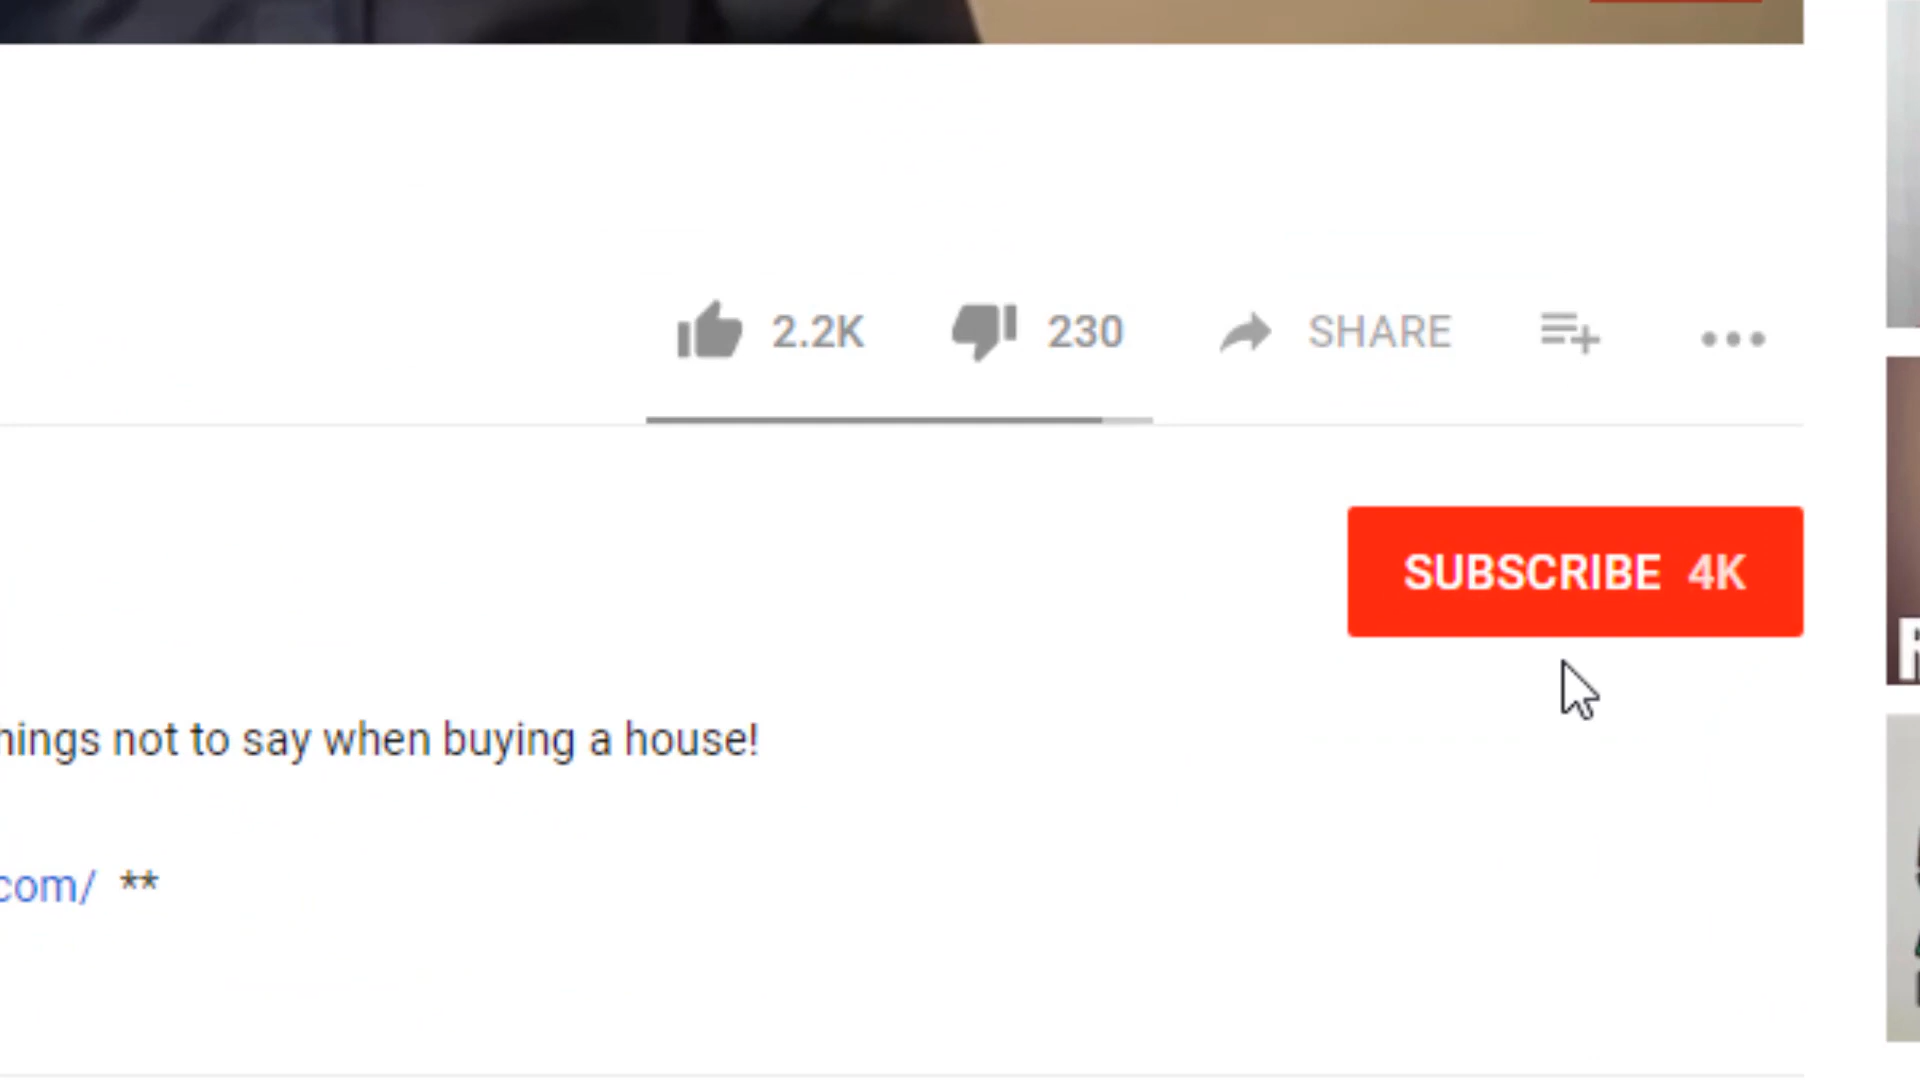 2.2K 230 SHARE
SUBSCRIBE 4K
hings not to say when buying a house!
com/ **